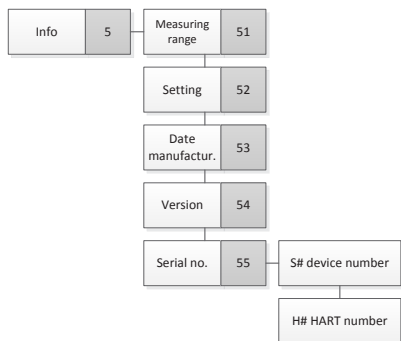 Info 5
Measuring
range 51
Setting 52
Date
manufactur. 53
Version 54
Serial no. 55
S# device number
H# HART number